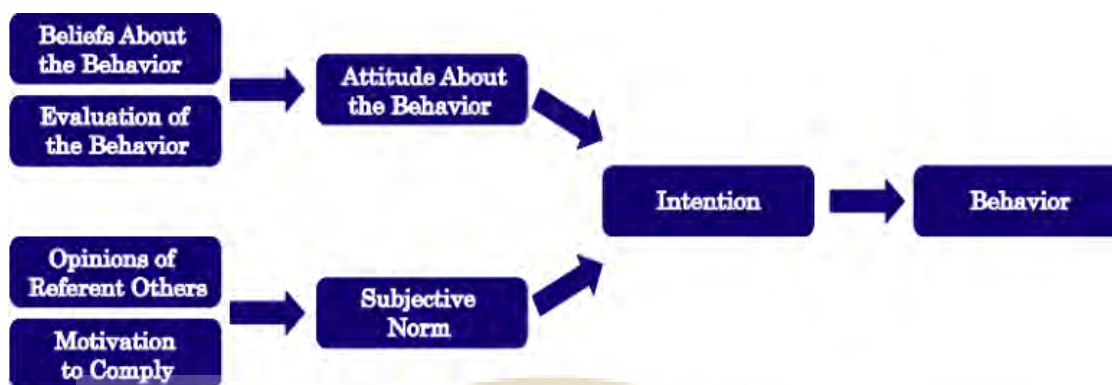 Beliefs About
the Behavior
Evaluation of
the Behavior
Attitude About
the Behavior
Opinions of
Referent Others
Motivation
to Comply
Subjective
Norm
Intention
Behavior